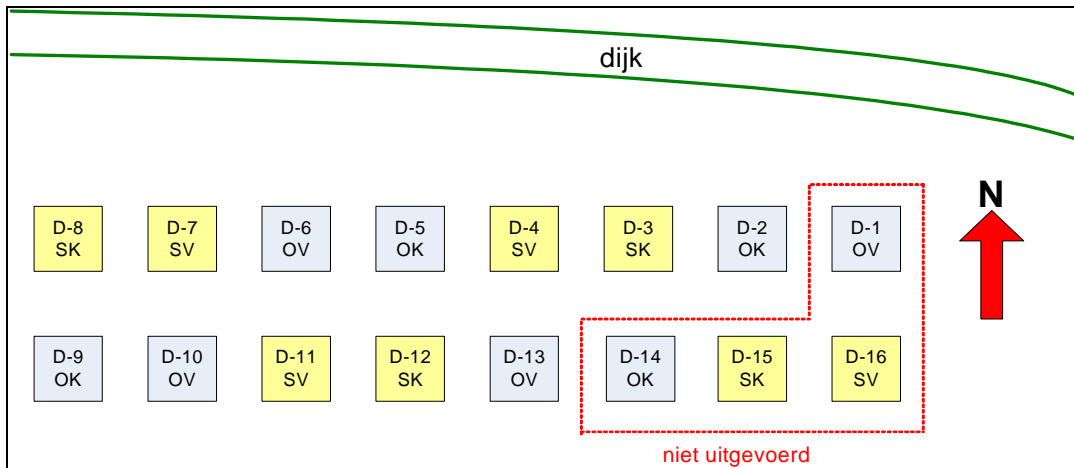 dijk
N
D-8
SK
D-7
SV
D-6
OV
D-5
OK
D-4
SV
D-3
SK
D-2
OK
D-1
OV
D-9
OK
D-10
OV
D-11
SV
D-12
SK
D-13
OV
D-14
OK
D-15
SK
D-16
SV
niet uitgevoerd